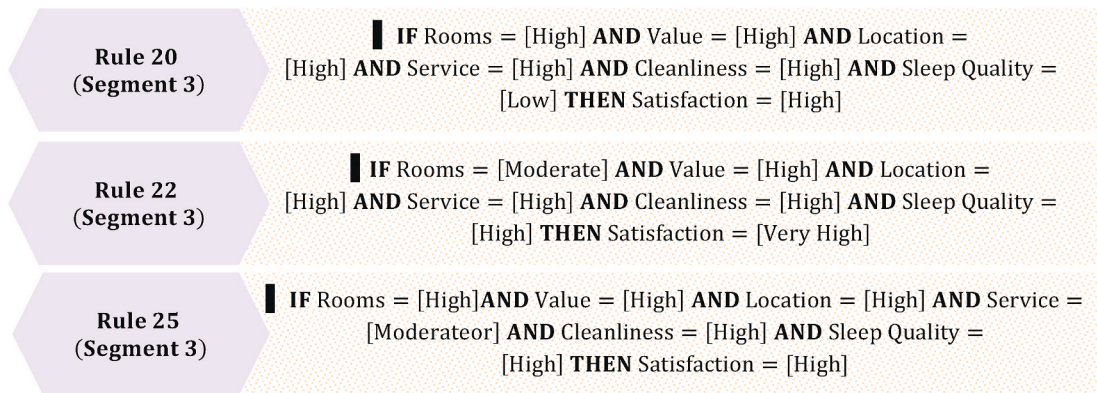 Rule 20
(Segment 3)
IF Rooms = [High] AND Value = [High] AND Location =
[High] AND Service = [High] AND Cleanliness = [High] AND Sleep Quality =
[Low] THEN Satisfaction = [High]
Rule 22
(Segment 3)
IF Rooms = [Moderate] AND Value = [High] AND Location =
[High] AND Service = [High] AND Cleanliness = [High] AND Sleep Quality =
[High] THEN Satisfaction = [Very High]
Rule 25
(Segment 3)
IF Rooms = [High]AND Value = [High] AND Location = [High] AND Service =
[Moderateor] AND Cleanliness = [High] AND Sleep Quality =
[High] THEN Satisfaction = [High]